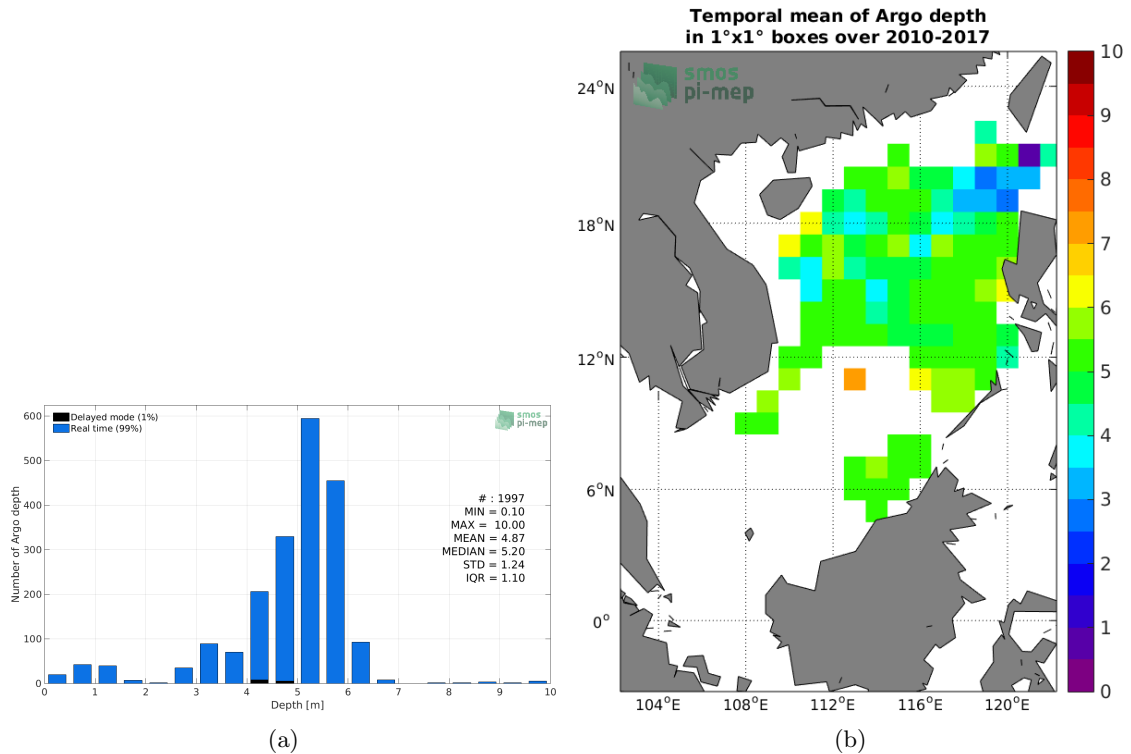 Delayed mode (1%)
Real time (99%)
smos
pi-mep
# : 1997
MIN = 0.10
MAX = 10.00
MEAN = 4.87
MEDIAN = 5.20
STD = 1.24
IQR = 1.10
Number of Argo depth
600
500
400
300
200
100
0
0 1 2 3 4 5 6 7 8 9 10
Depth [m]
(a)
Temporal mean of Argo depth
in 1°x1° boxes over 2010-2017
smos
pi-mep
24°N
18°N
12°N
6°N
0°
104°E 108°E 112°E 116°E 120°E
10
9
8
7
6
5
4
3
2
1
0
(b)